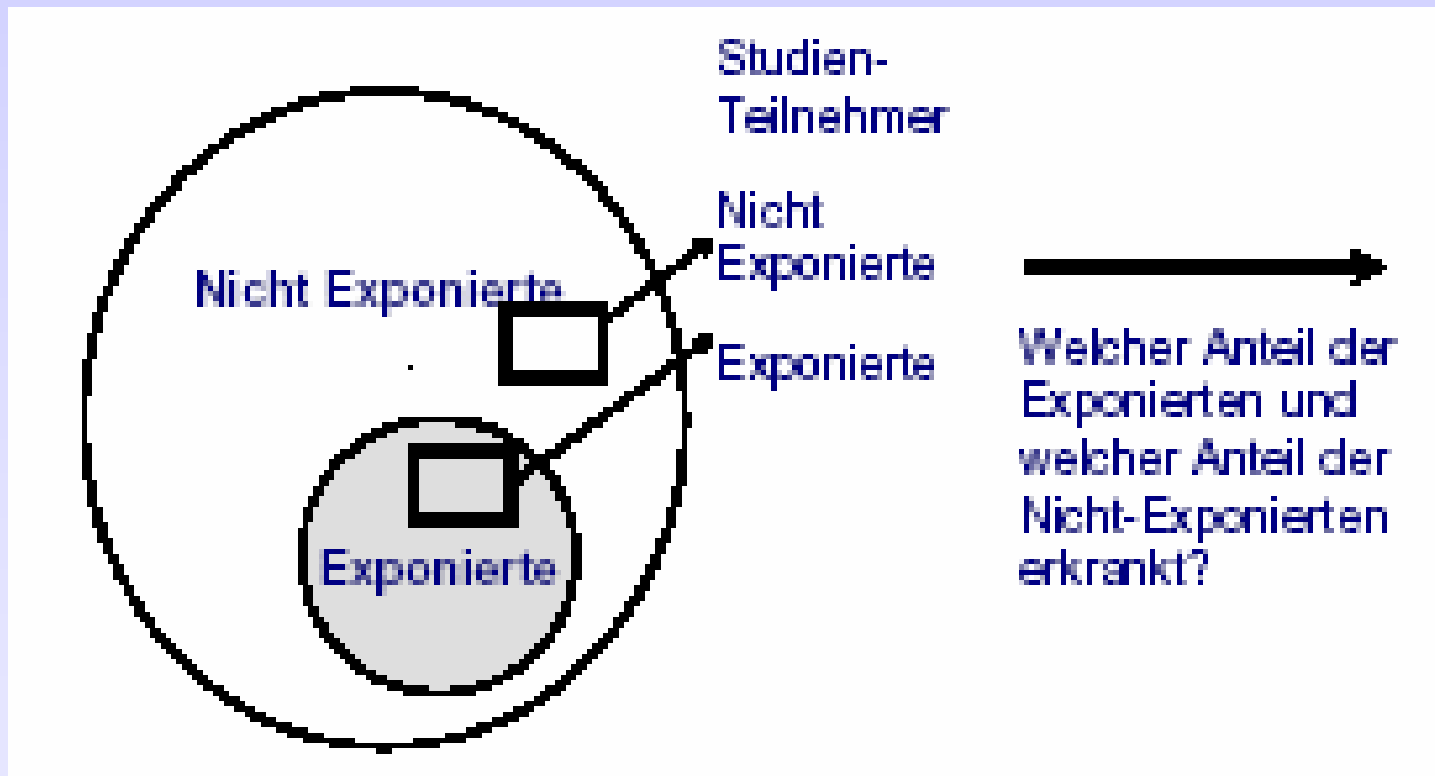 Studien-
Teilnehmer
Nicht
Exponierte
Nicht Exponierte
Exponierte
Exponierte
Welcher Anteil der
Exponierten und
welcher Anteil der
Nicht-Exponierten
erkrankt?